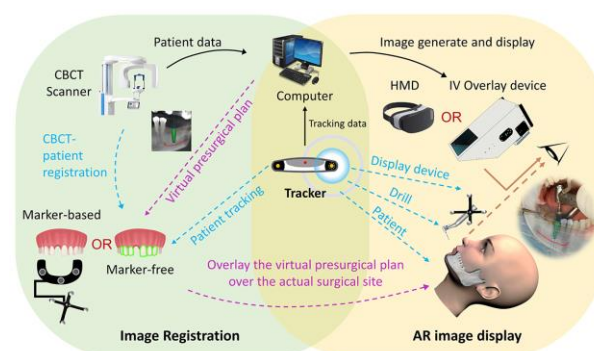 Patient data
Image generate and display
CBCT
Scanner
Computer
HMD
OR
IV Overlay device
CBCT-
patient
registration
Virtual presurgical plan
Tracking data
Tracker
Display device
Drill
Patient
Patient tracking
Marker-based
OR
Marker-free
Overlay the virtual presurgical plan
over the actual surgical site
Image Registration
AR image display